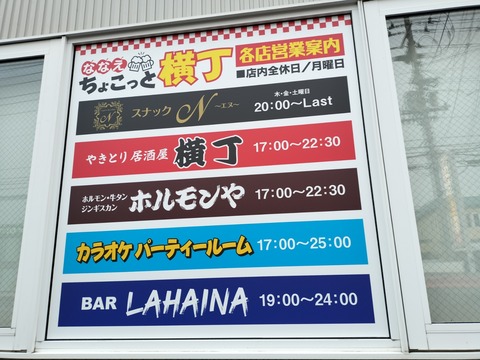 ななえ
ちょこっと横丁
各店営業案内
■店内全休日／月曜日
N
スナック N ～エヌ～
木・金・土曜日
20:00～Last
やきとり居酒屋 横丁 17:00～22:30
ホルモン・牛タン
ジンギスカン
ホルモンや 17:00～22:30
カラオケ パーティールーム 17:00～25:00
BAR LAHAINA 19:00～24:00